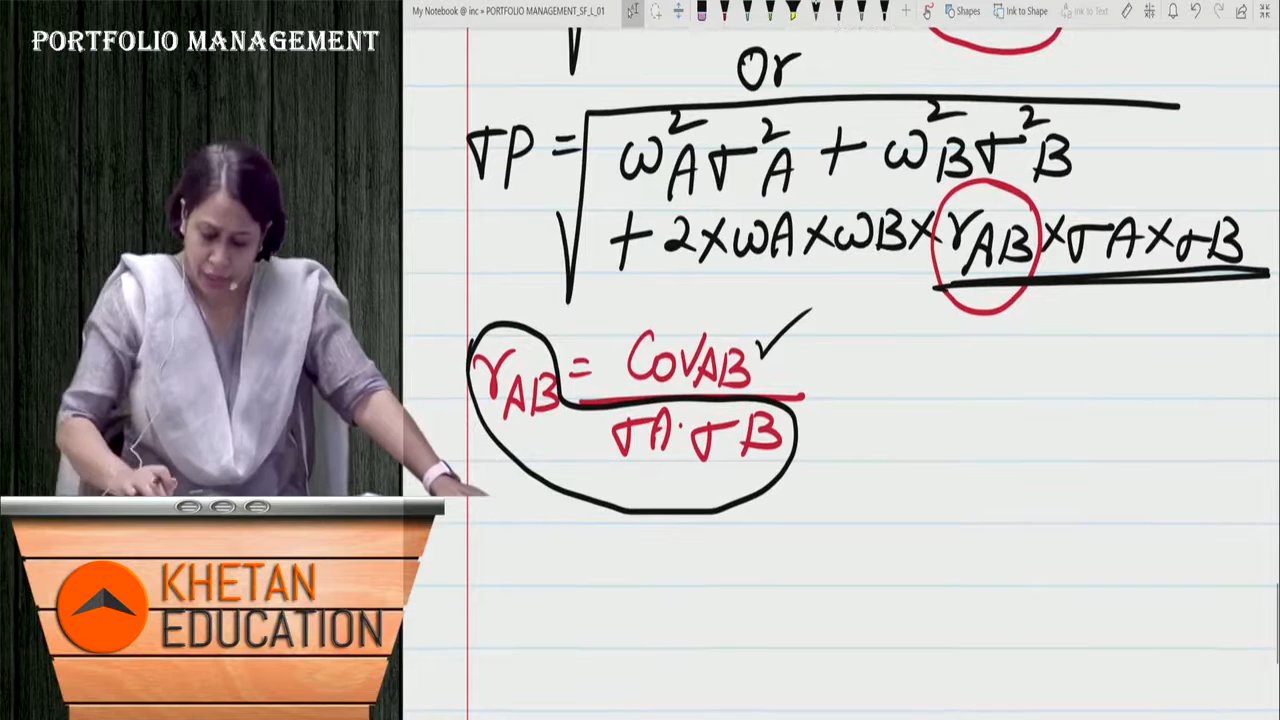 My Notebook @ inc » PORTFOLIO MANAGEMENT_SF_L_01
Shapes
Ink to Shape
Ink to Text
PORTFOLIO MANAGEMENT
Or
σP = √ω²Aσ²A + ω²Bσ²B
+ 2×ωA×ωB×rAB×σA×σB
rAB = CovAB ✓
σA·σB
KHETAN
EDUCATION